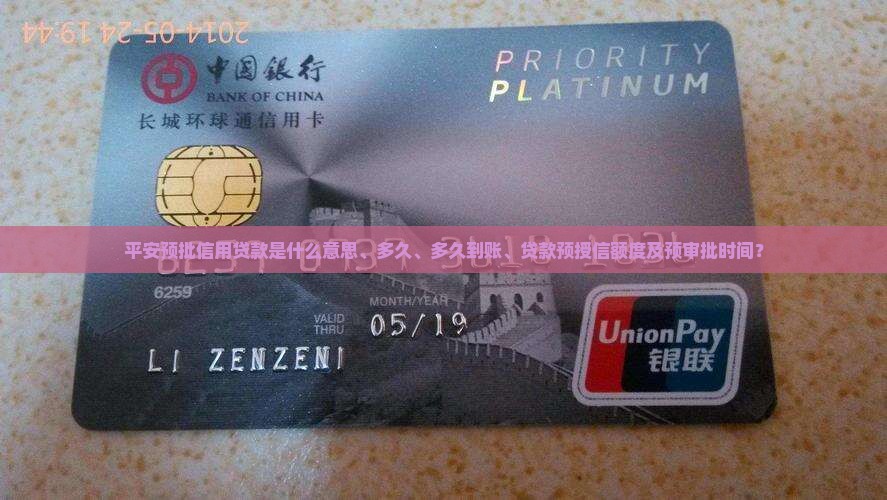 2014-05-24 19:44
中国銀行
BANK OF CHINA
长城环球通信用卡
PRIORITY
PLATINUM
平安预批信用贷款是什么意思、多久、多久到账、贷款预授信额度及预审批时间？
6259
MONTH/YEAR
VALID
THRU
05/19
LI ZENZENI
UnionPay
银联